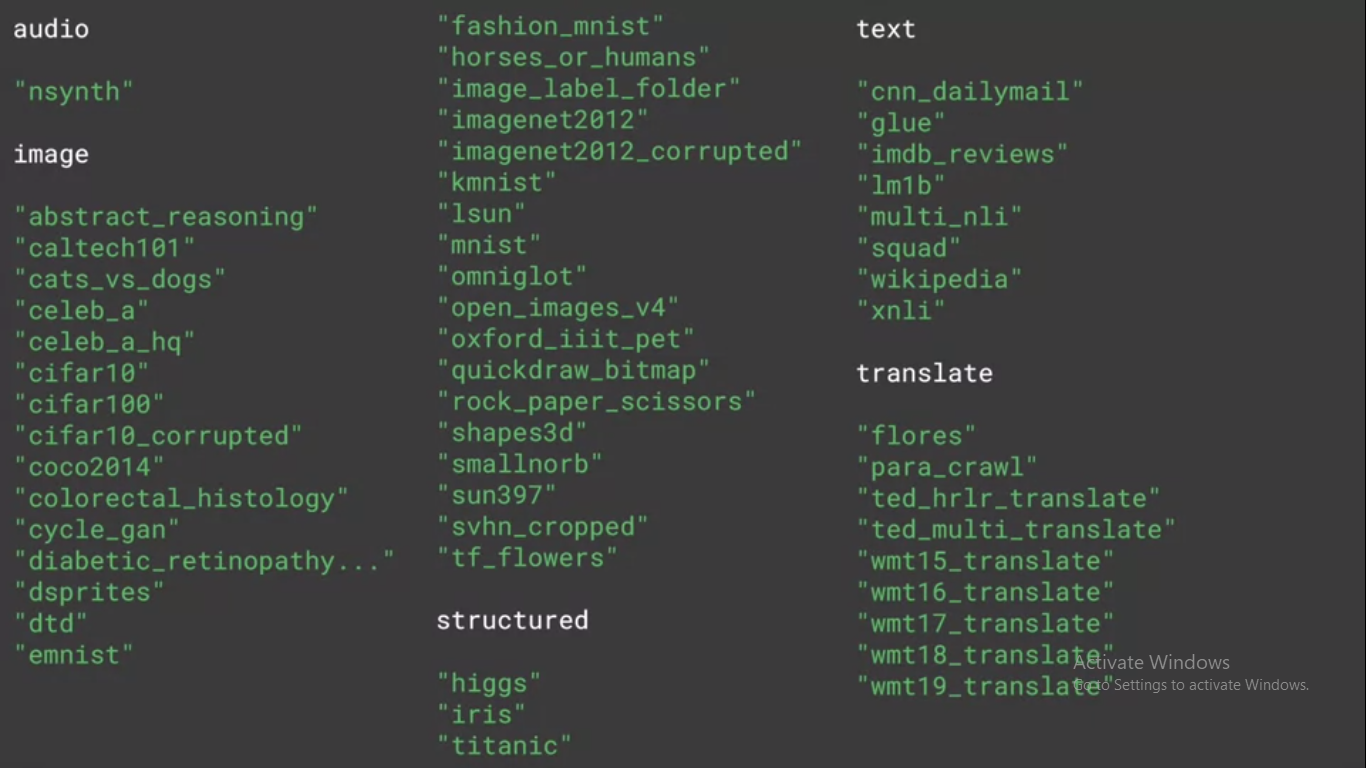 audio
"nsynth"
image
"abstract_reasoning"
"caltech101"
"cats_vs_dogs"
"celeb_a"
"celeb_a_hq"
"cifar10"
"cifar100"
"cifar10_corrupted"
"coco2014"
"colorectal_histology"
"cycle_gan"
"diabetic_retinopathy..."
"dsprites"
"dtd"
"emnist"
"fashion_mnist"
"horses_or_humans"
"image_label_folder"
"imagenet2012"
"imagenet2012_corrupted"
"kmnist"
"lsun"
"mnist"
"omniglot"
"open_images_v4"
"oxford_iiit_pet"
"quickdraw_bitmap"
"rock_paper_scissors"
"shapes3d"
"smallnorb"
"sun397"
"svhn_cropped"
"tf_flowers"
structured
"higgs"
"iris"
"titanic"
text
"cnn_dailymail"
"glue"
"imdb_reviews"
"lm1b"
"multi_nli"
"squad"
"wikipedia"
"xnli"
translate
"flores"
"para_crawl"
"ted_hrlr_translate"
"ted_multi_translate"
"wmt15_translate"
"wmt16_translate"
"wmt17_translate"
"wmt18_translate"
"wmt19_translate"
Activate Windows
Go to Settings to activate Windows.